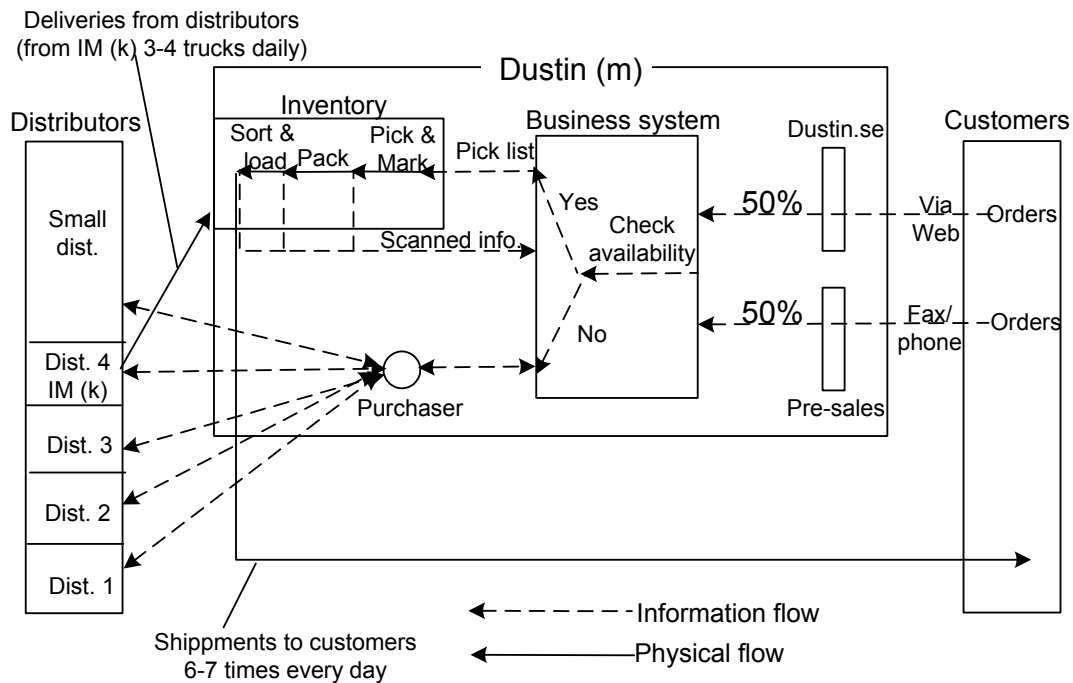 Deliveries from distributors
(from IM (k) 3-4 trucks daily)
Dustin (m)
Distributors
Inventory
Business system
Dustin.se
Customers
Sort &
load
Pack
Pick &
Mark
Pick list
Small
dist.
Yes
50%
Via
Web
Orders
Check
availability
Scanned info.
50%
Fax/
phone
Orders
No
Dist. 4
IM (k)
Purchaser
Pre-sales
Dist. 3
Dist. 2
Dist. 1
Information flow
Shippments to customers
6-7 times every day
Physical flow